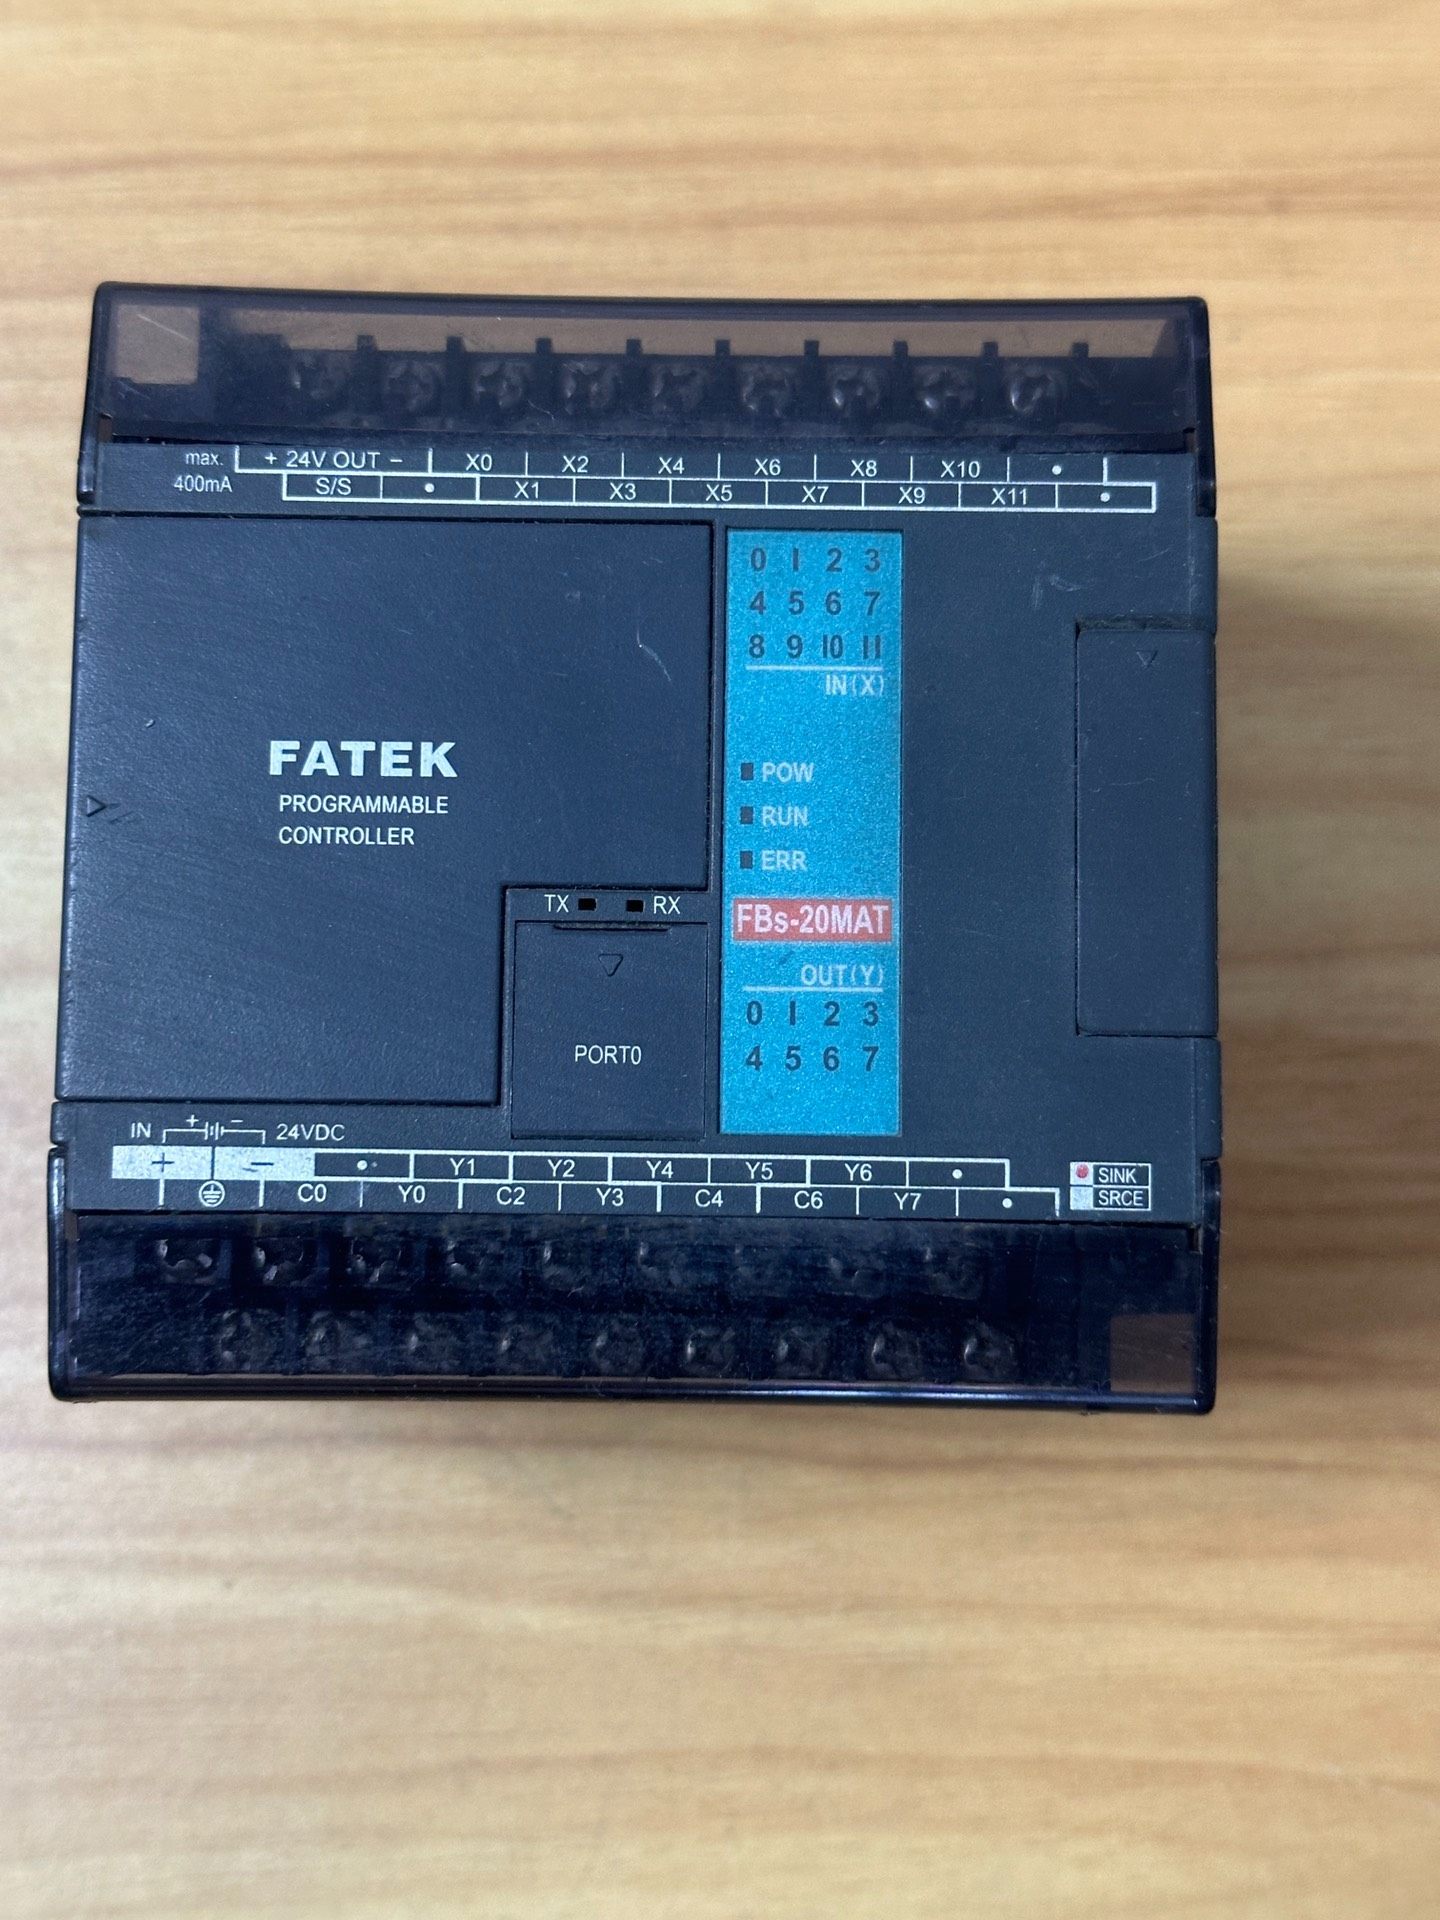 max. + 24V OUT − X0 X2 X4 X6 X8 X10
400mA S/S X1 X3 X5 X7 X9 X11
0 1 2 3
4 5 6 7
8 9 10 11
IN(X)
FATEK
PROGRAMMABLE
CONTROLLER
POW
RUN
ERR
TX RX
FBs-20MAT
OUT(Y)
0 1 2 3
4 5 6 7
PORT0
IN + − 24VDC
+ − Y1 Y2 Y4 Y5 Y6
C0 Y0 C2 Y3 C4 C6 Y7
SINK
SRCE